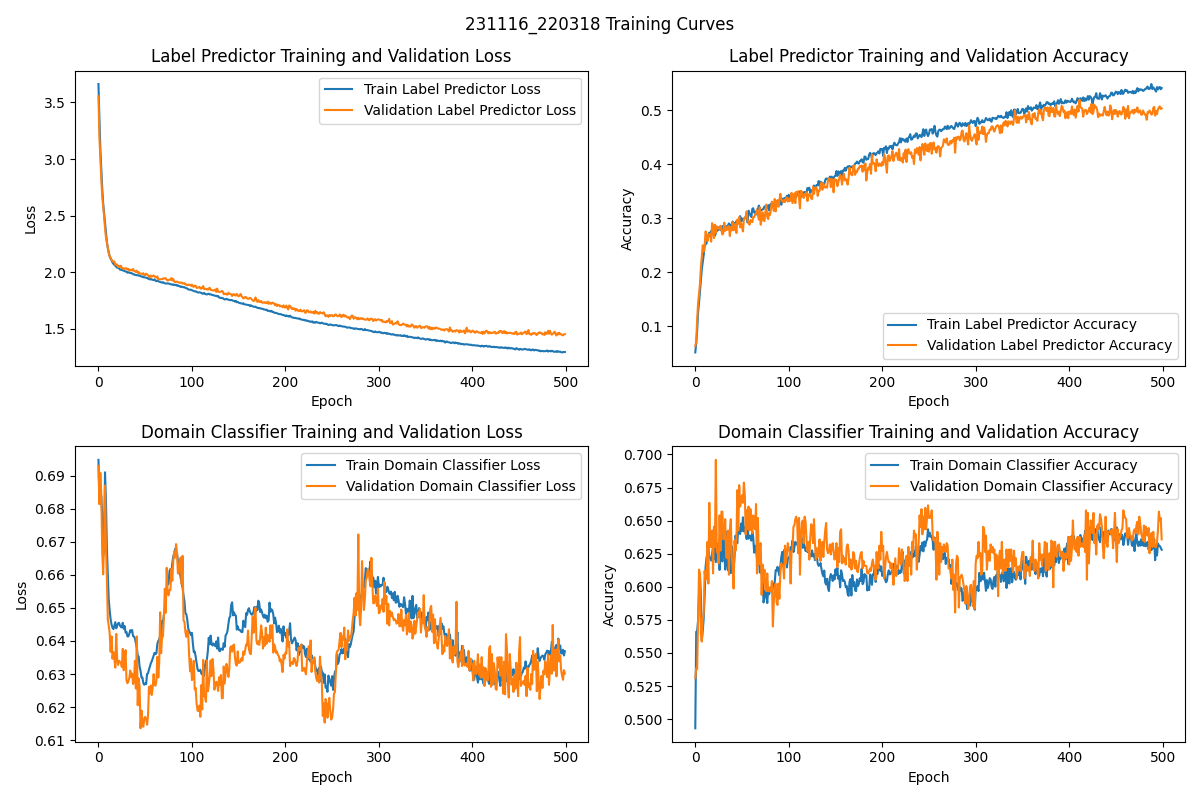 231116_220318 Training Curves
Label Predictor Training and Validation Loss
Train Label Predictor Loss
Validation Label Predictor Loss
3.5
3.0
2.5
2.0
1.5
Loss
0 100 200 300 400 500
Epoch
Label Predictor Training and Validation Accuracy
0.5
0.4
0.3
0.2
0.1
Accuracy
Train Label Predictor Accuracy
Validation Label Predictor Accuracy
0 100 200 300 400 500
Epoch
Domain Classifier Training and Validation Loss
Train Domain Classifier Loss
Validation Domain Classifier Loss
0.69
0.68
0.67
0.66
0.65
0.64
0.63
0.62
0.61
Loss
0 100 200 300 400 500
Epoch
Domain Classifier Training and Validation Accuracy
Train Domain Classifier Accuracy
Validation Domain Classifier Accuracy
0.700
0.675
0.650
0.625
0.600
0.575
0.550
0.525
0.500
Accuracy
0 100 200 300 400 500
Epoch